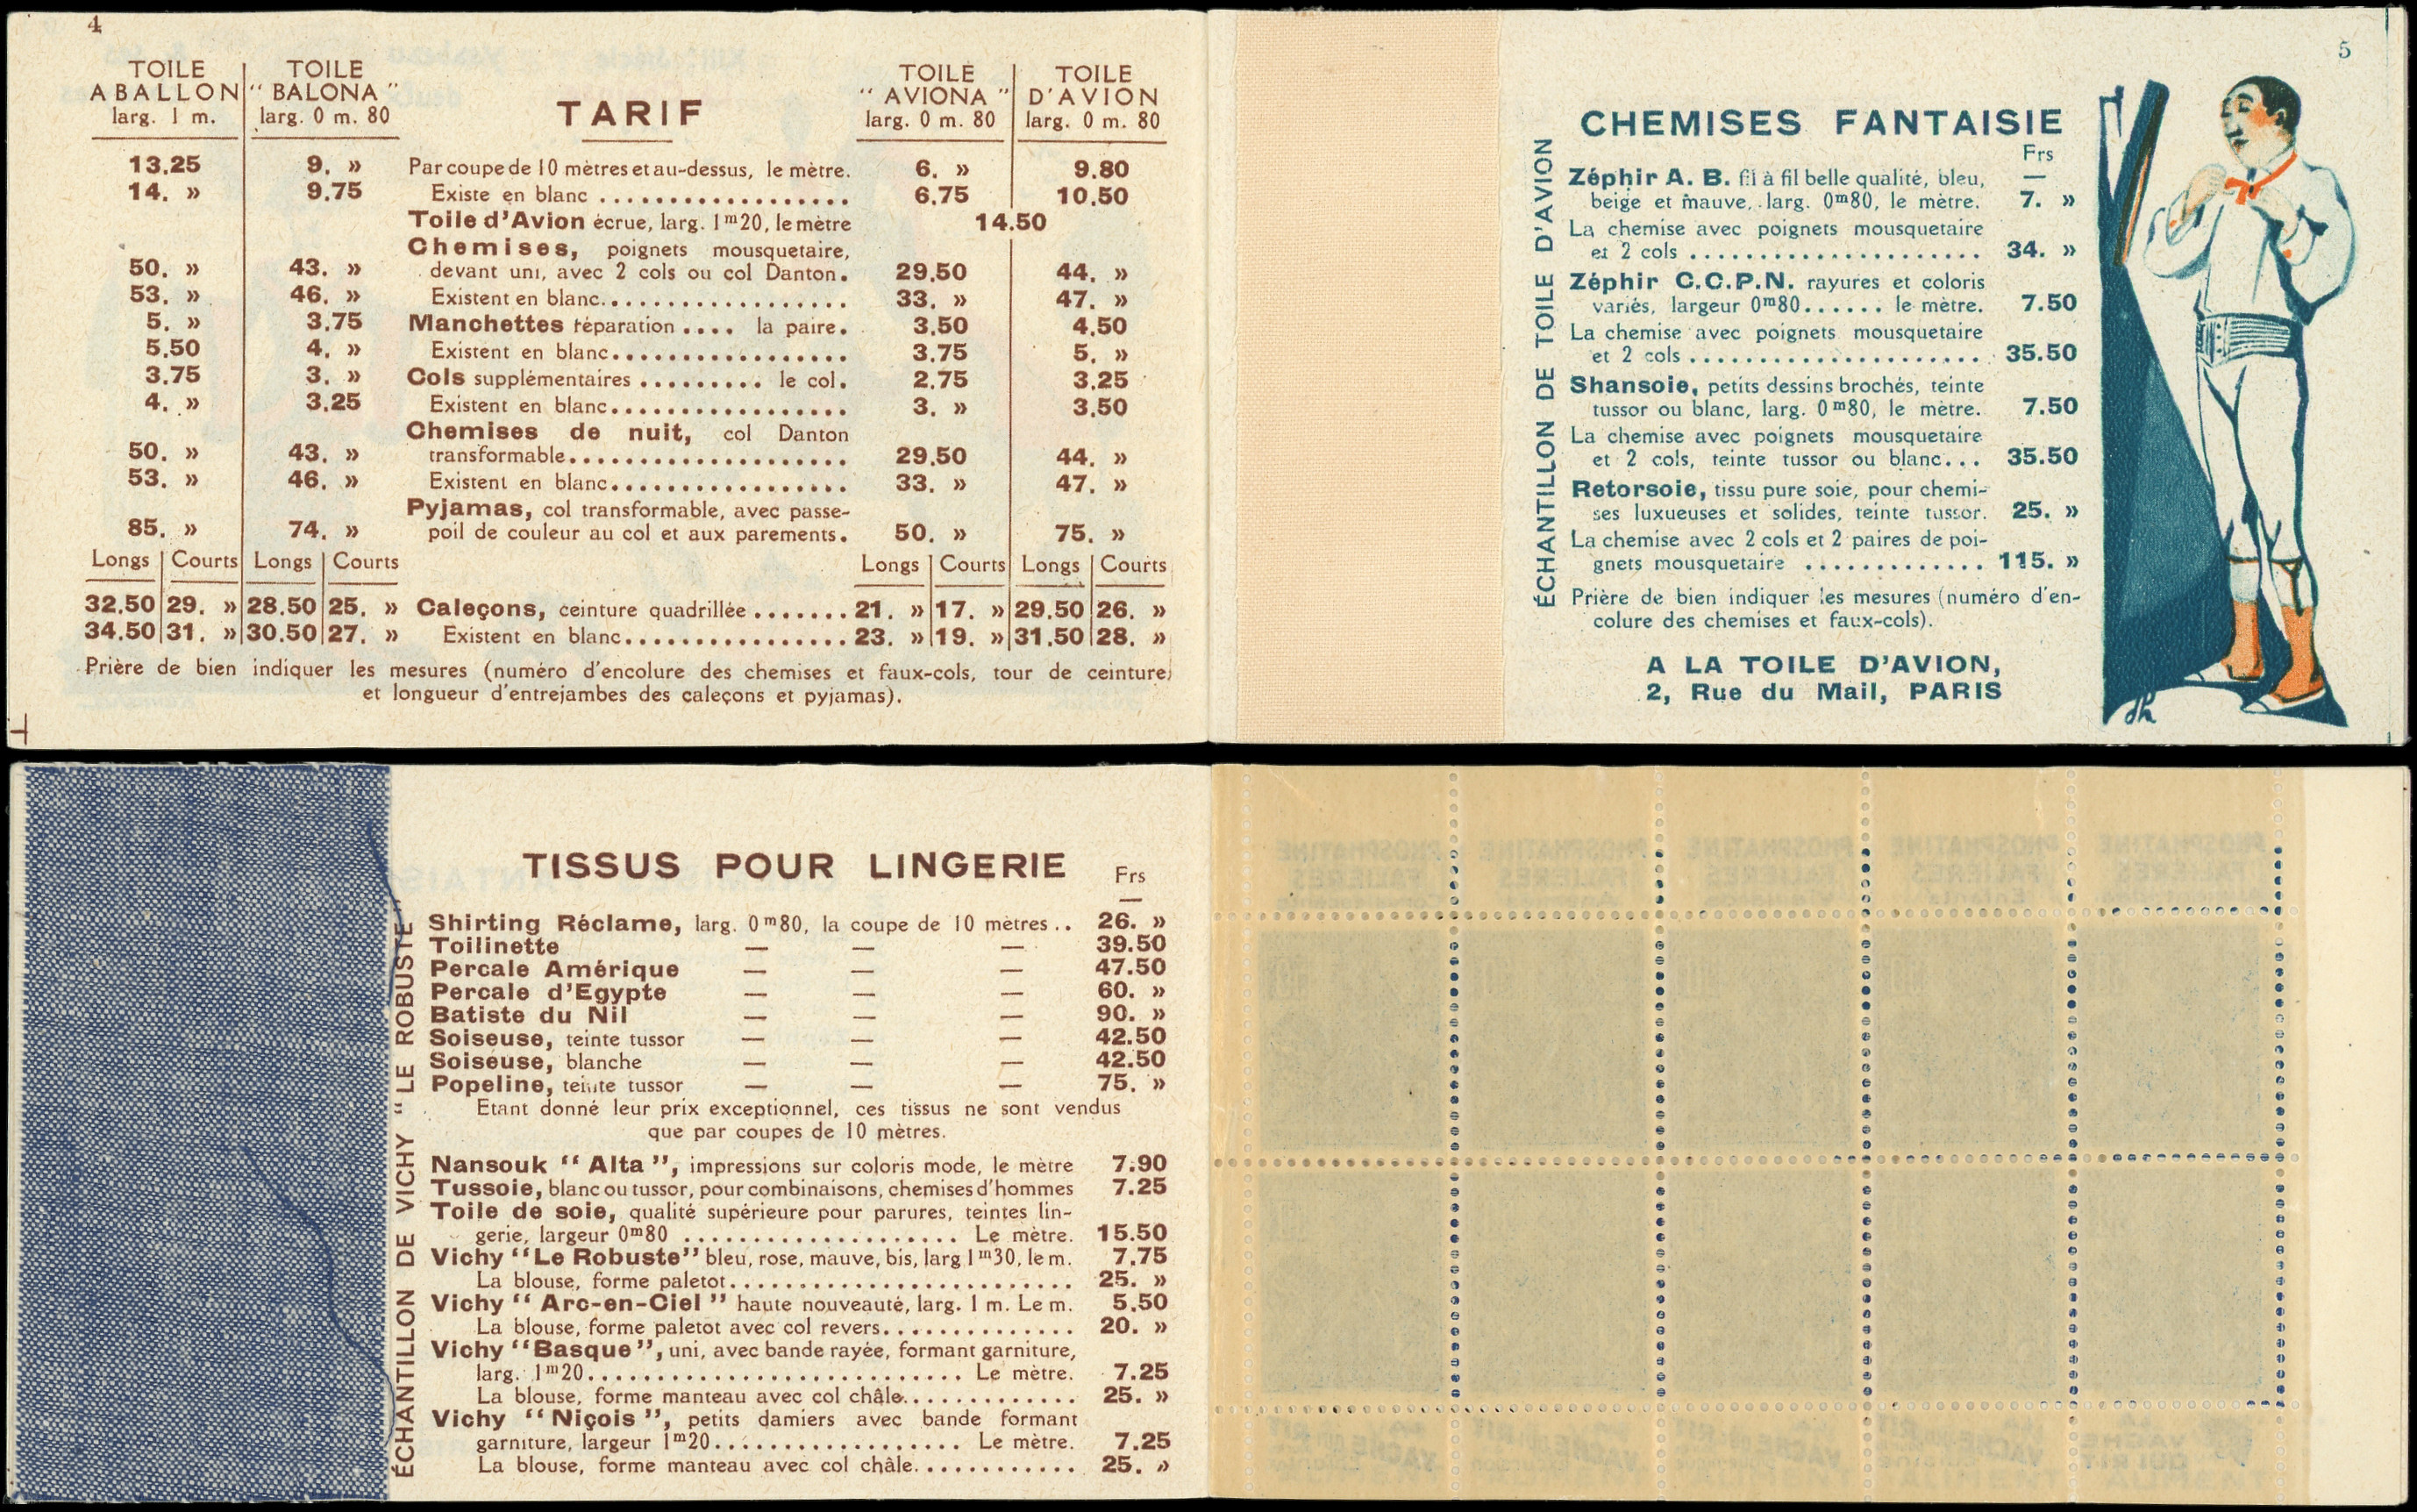 4
TOILE A BALLON larg. 1 m.
TOILE “ BALONA ” larg. 0 m. 80
TARIF
TOILE “ AVIONA ” larg. 0 m. 80
TOILE D'AVION larg. 0 m. 80
13.25 9. » Par coupe de 10 mètres et au-dessus, le mètre. 6. » 9.80
14. » 9.75 Existe en blanc .................. 6.75 10.50
Toile d'Avion écrue, larg. 1m20, le mètre 14.50
Chemises, poignets mousquetaire,
50. » 43. » devant uni, avec 2 cols ou col Danton. 29.50 44. »
53. » 46. » Existent en blanc.................. 33. » 47. »
5. » 3.75 Manchettes réparation .... la paire. 3.50 4.50
5.50 4. » Existent en blanc................. 3.75 5. »
3.75 3. » Cols supplémentaires ......... le col. 2.75 3.25
4. » 3.25 Existent en blanc................. 3. » 3.50
Chemises de nuit, col Danton
50. » 43. » transformable.................... 29.50 44. »
53. » 46. » Existent en blanc................. 33. » 47. »
Pyjamas, col transformable, avec passe-
85. » 74. » poil de couleur au col et aux parements. 50. » 75. »
Longs Courts Longs Courts Longs Courts Longs Courts
32.50 29. » 28.50 25. » Caleçons, ceinture quadrillée ....... 21. » 17. » 29.50 26. »
34.50 31. » 30.50 27. » Existent en blanc................ 23. » 19. » 31.50 28. »
Prière de bien indiquer les mesures (numéro d'encolure des chemises et faux-cols, tour de ceinture,
et longueur d'entrejambes des caleçons et pyjamas).
ÉCHANTILLON DE TOILE D'AVION
5
CHEMISES FANTAISIE
Frs
Zéphir A. B. fil à fil belle qualité, bleu,
beige et mauve, larg. 0m80, le mètre. 7. »
La chemise avec poignets mousquetaire
et 2 cols ..................... 34. »
Zéphir C.C.P.N. rayures et coloris
variés, largeur 0m80...... le mètre. 7.50
La chemise avec poignets mousquetaire
et 2 cols ..................... 35.50
Shansoie, petits dessins brochés, teinte
tussor ou blanc, larg. 0m80, le mètre. 7.50
La chemise avec poignets mousquetaire
et 2 cols, teinte tussor ou blanc... 35.50
Retorsoie, tissu pure soie, pour chemi-
ses luxueuses et solides, teinte tussor. 25. »
La chemise avec 2 cols et 2 paires de poi-
gnets mousquetaire ............. 115. »
Prière de bien indiquer les mesures (numéro d'en-
colure des chemises et faux-cols).
A LA TOILE D'AVION,
2, Rue du Mail, PARIS
dh
ÉCHANTILLON DE VICHY “ LE ROBUSTE ”
TISSUS POUR LINGERIE
Frs
Shirting Réclame, larg. 0m80, la coupe de 10 mètres .. 26. »
Toilinette — — — 39.50
Percale Amérique — — — 47.50
Percale d'Egypte — — — 60. »
Batiste du Nil — — — 90. »
Soiseuse, teinte tussor — — — 42.50
Soiseuse, blanche — — — 42.50
Popeline, teinte tussor — — — 75. »
Etant donné leur prix exceptionnel, ces tissus ne sont vendus
que par coupes de 10 mètres.
Nansouk “ Alta ”, impressions sur coloris mode, le mètre 7.90
Tussoie, blanc ou tussor, pour combinaisons, chemises d'hommes 7.25
Toile de soie, qualité supérieure pour parures, teintes lin-
gerie, largeur 0m80 .................... Le mètre. 15.50
Vichy “Le Robuste” bleu, rose, mauve, bis, larg 1m30, le m. 7.75
La blouse, forme paletot......................... 25. »
Vichy “ Arc-en-Ciel ” haute nouveauté, larg. 1 m. Le m. 5.50
La blouse, forme paletot avec col revers.............. 20. »
Vichy “Basque”, uni, avec bande rayée, formant garniture,
larg. 1m20........................... Le mètre. 7.25
La blouse, forme manteau avec col châle............. 25. »
Vichy “ Niçois ”, petits damiers avec bande formant
garniture, largeur 1m20.................. Le mètre. 7.25
La blouse, forme manteau avec col châle............ 25. »